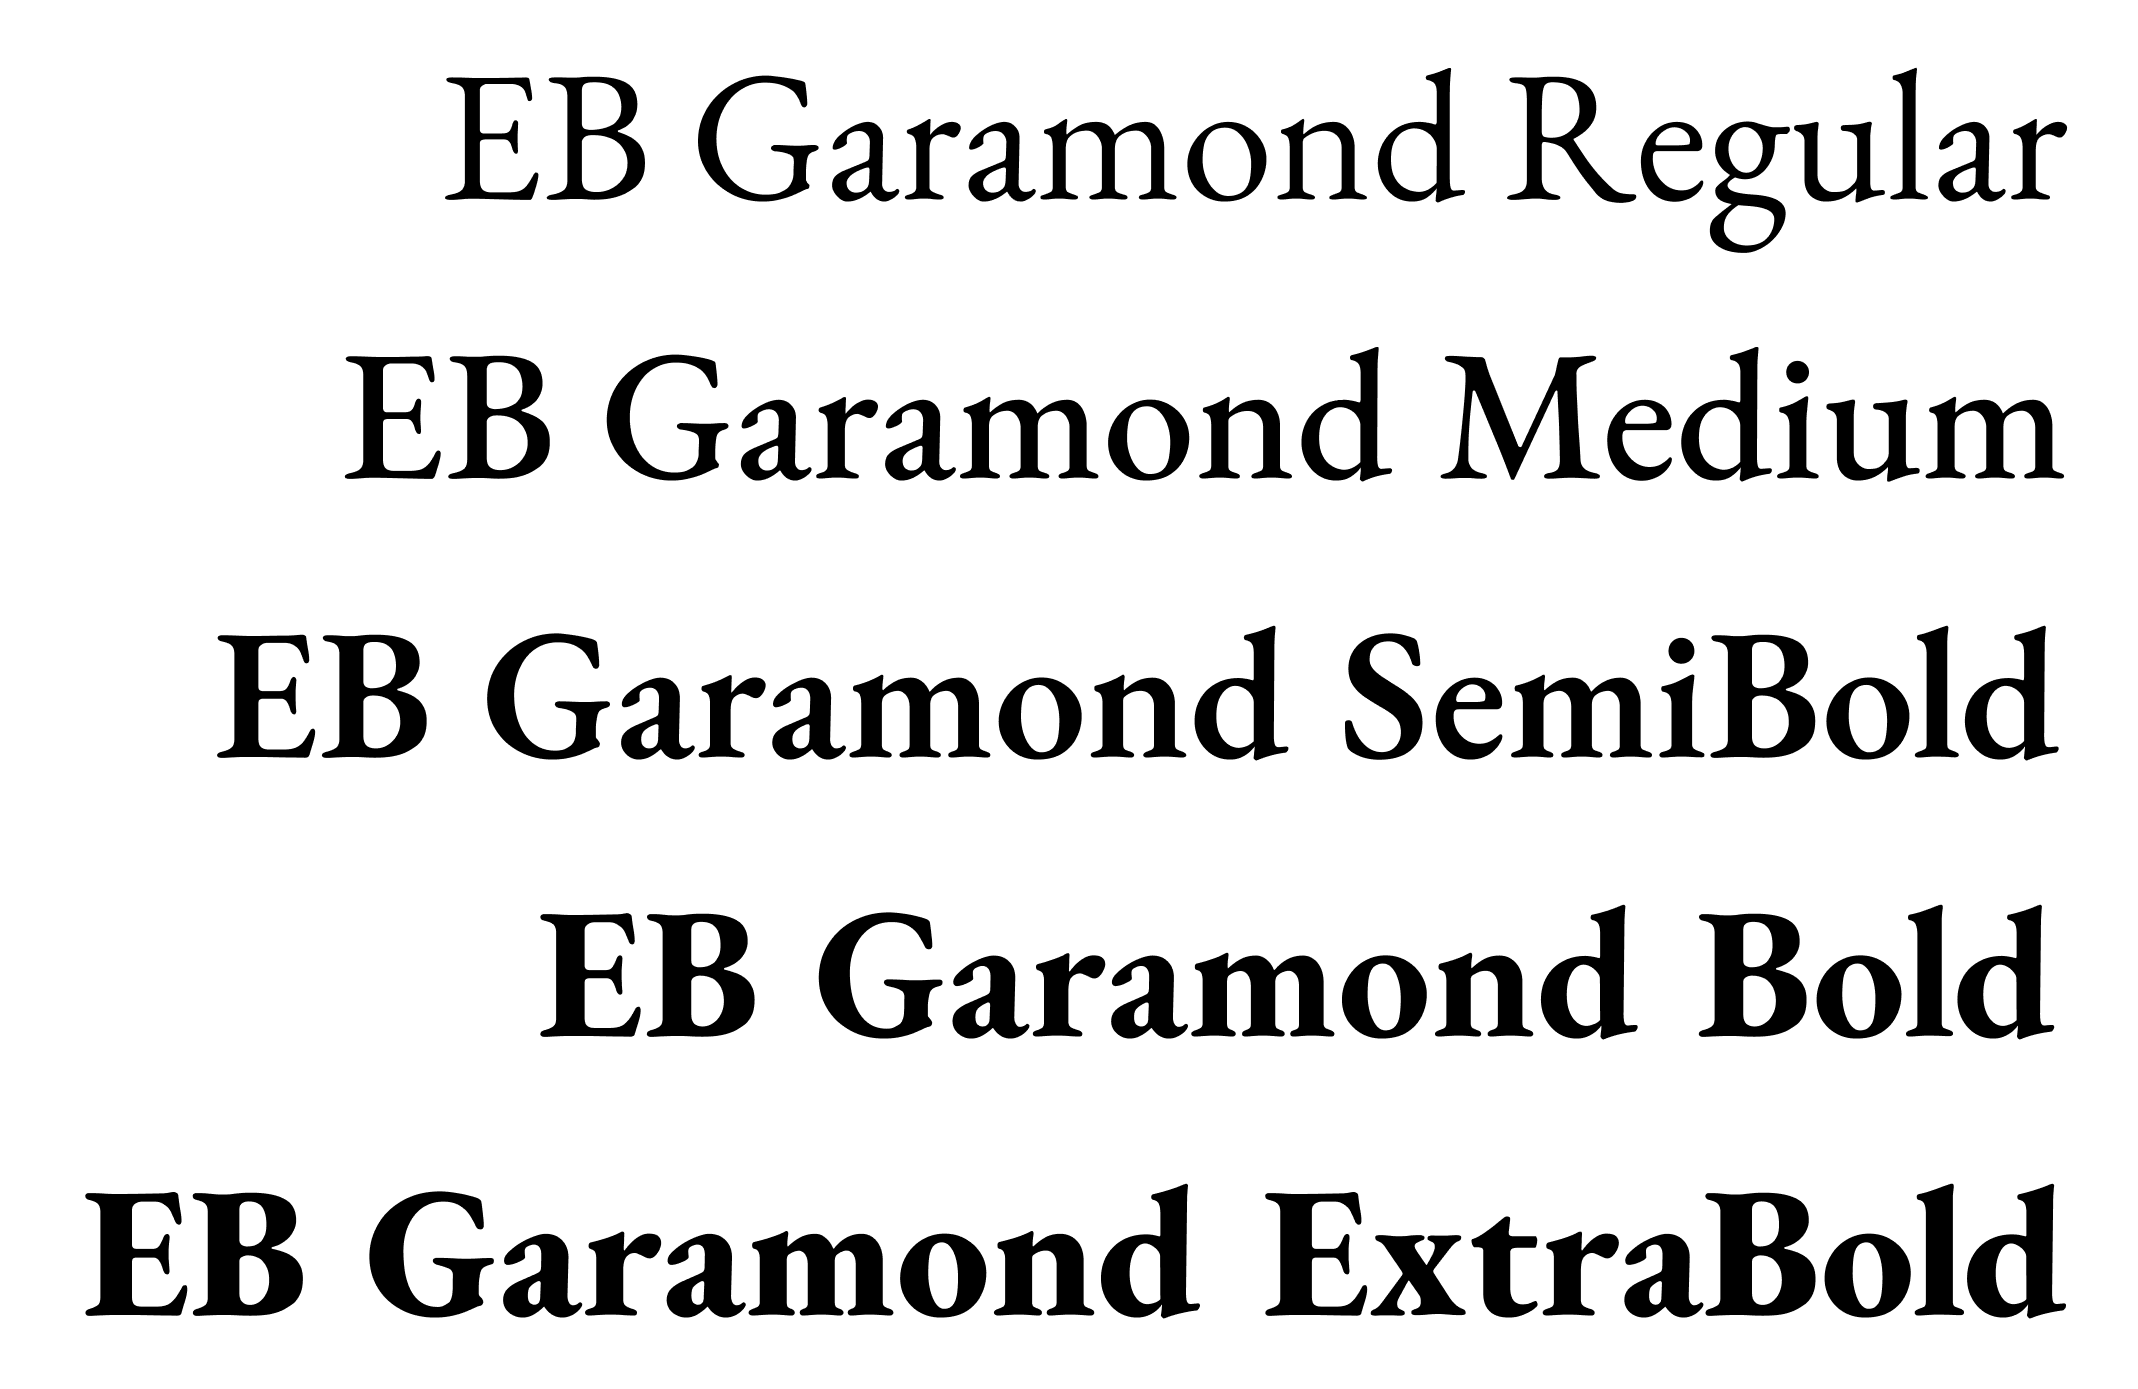 EB Garamond Regular
EB Garamond Medium
EB Garamond SemiBold
EB Garamond Bold
EB Garamond ExtraBold